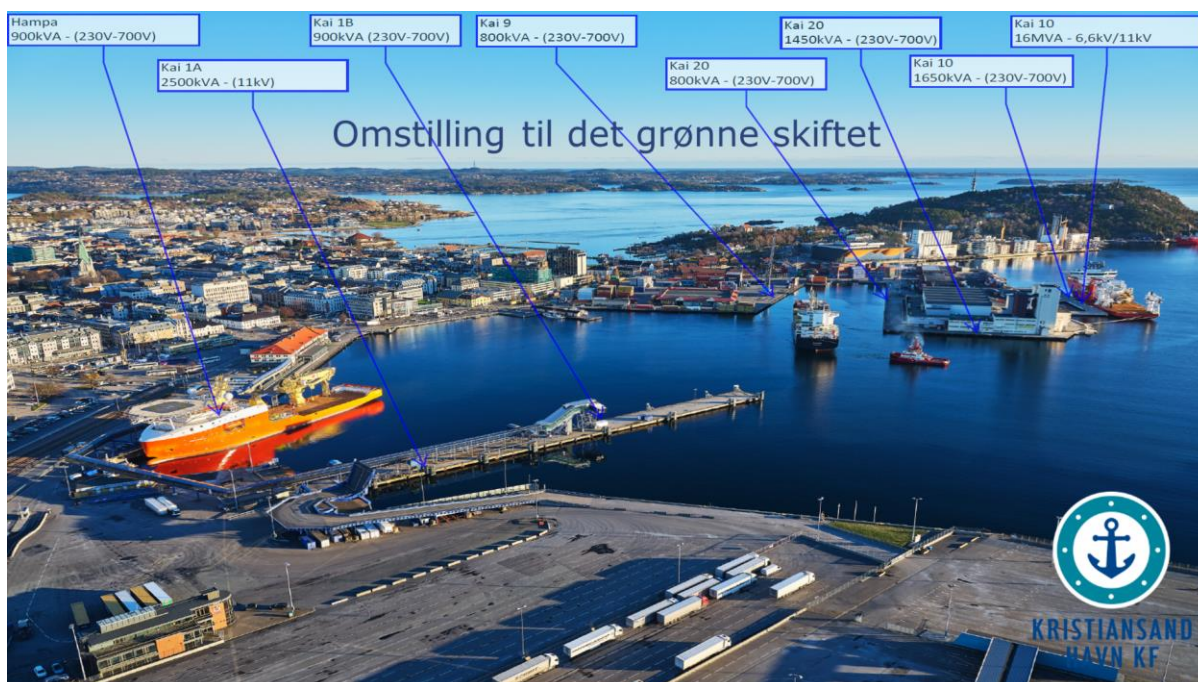 Hampa
900kVA - (230V-700V)
Kai 1A
2500kVA - (11kV)
Kai 1B
900kVA (230V-700V)
Kai 9
800kVA - (230V-700V)
Kai 20
800kVA - (230V-700V)
Kai 20
1450kVA - (230V-700V)
Kai 10
1650kVA - (230V-700V)
Kai 10
16MVA - 6,6kV/11kV
Omstilling til det grønne skiftet
KRISTIANSAND
HAVN KF